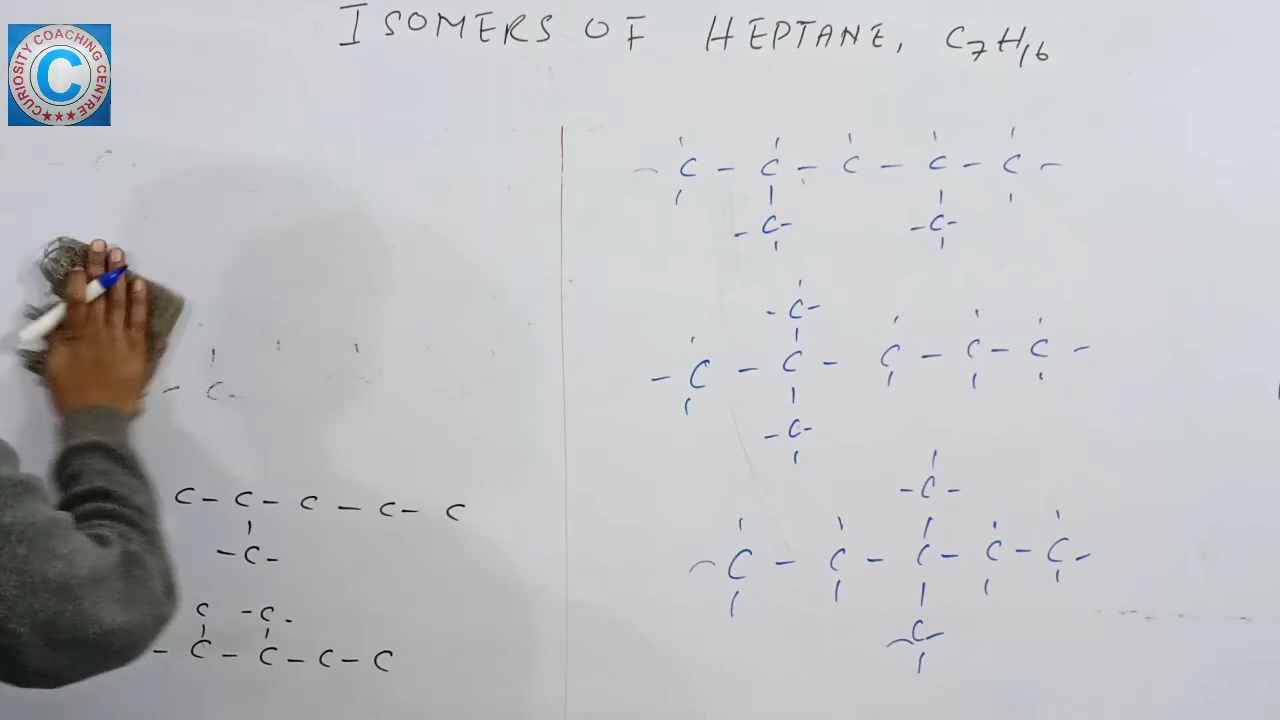 ISOMERS OF HEPTANE, C7H16
CURIOSITY COACHING CENTRE
C
C - C - C - C - C
C - C
C -
C - C - C - C - C
- C -
C - C - C - C - C
- C -
- C -
C -
C - C - C - C - C
- C -
- C -
C - C -
- C - C - C - C
- C -
C - C - C - C - C
C -